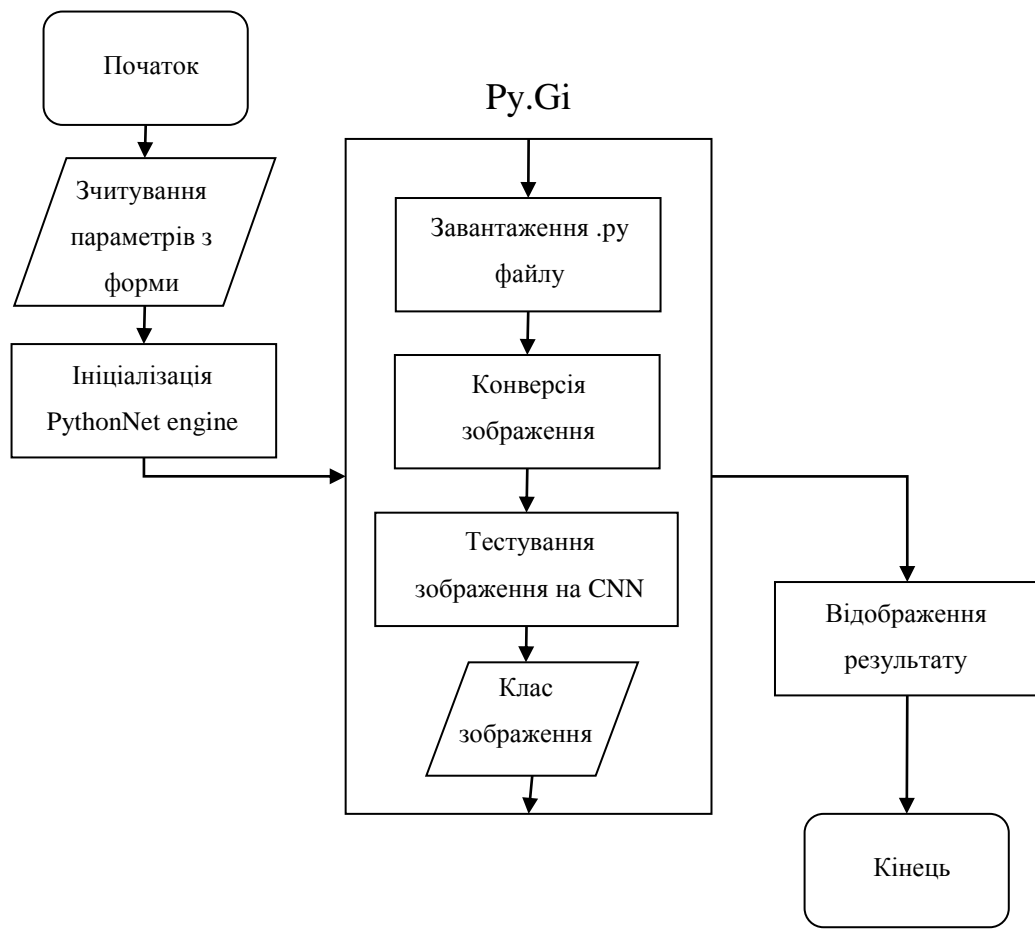 Початок
Зчитування
параметрів з
форми
Ініціалізація
PythonNet engine
Py.Gi
Завантаження .py
файлу
Конверсія
зображення
Тестування
зображення на CNN
Клас
зображення
Відображення
результату
Кінець